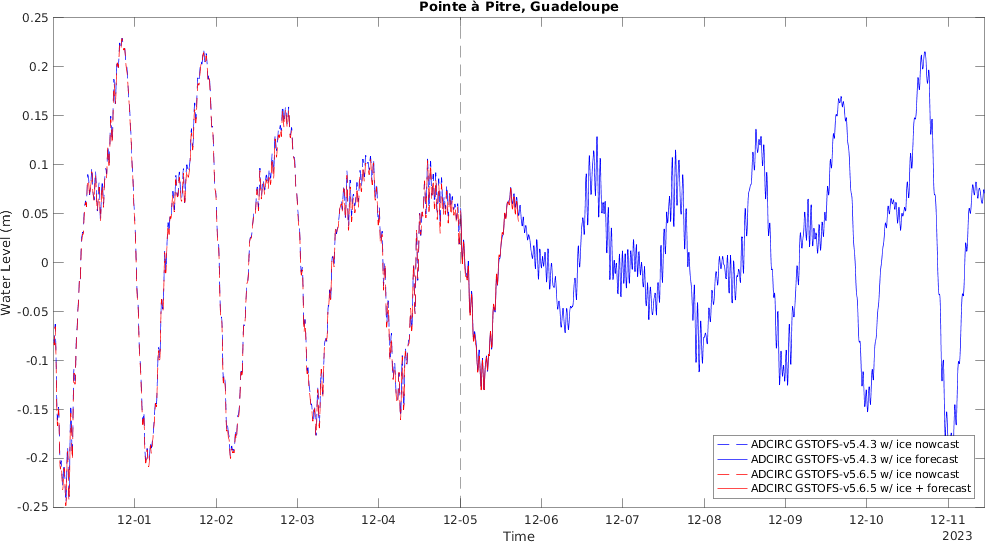 Pointe à Pitre, Guadeloupe
Water Level (m)
0.25
0.2
0.15
0.1
0.05
0
-0.05
-0.1
-0.15
-0.2
-0.25
ADCIRC GSTOFS-v5.4.3 w/ ice nowcast
ADCIRC GSTOFS-v5.4.3 w/ ice forecast
ADCIRC GSTOFS-v5.6.5 w/ ice nowcast
ADCIRC GSTOFS-v5.6.5 w/ ice + forecast
12-01 12-02 12-03 12-04 12-05 12-06 12-07 12-08 12-09 12-10 12-11
Time
2023